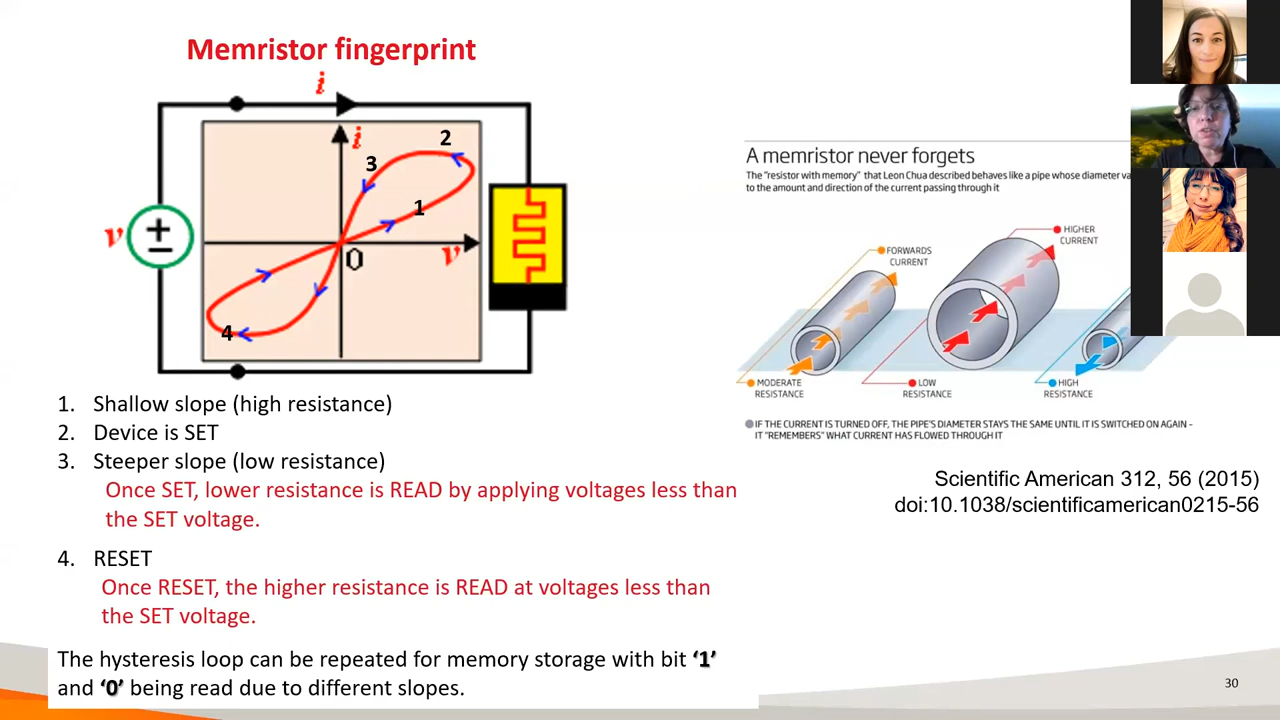 Memristor fingerprint
i
i
2
3
1
v
±
0
v
4
1. Shallow slope (high resistance)
2. Device is SET
3. Steeper slope (low resistance)
Once SET, lower resistance is READ by applying voltages less than
the SET voltage.
4. RESET
Once RESET, the higher resistance is READ at voltages less than
the SET voltage.
The hysteresis loop can be repeated for memory storage with bit ‘1’
and ‘0’ being read due to different slopes.
A memristor never forgets
The "resistor with memory" that Leon Chua described behaves like a pipe whose diameter
to the amount and direction of the current passing through it
HIGHER
CURRENT
FORWARDS
CURRENT
MODERATE
RESISTANCE
LOW
RESISTANCE
HIGH
RESISTANCE
IF THE CURRENT IS TURNED OFF, THE PIPE'S DIAMETER STAYS THE SAME UNTIL IT IS SWITCHED ON AGAIN –
IT "REMEMBERS" WHAT CURRENT HAS FLOWED THROUGH IT
Scientific American 312, 56 (2015)
doi:10.1038/scientificamerican0215-56
30